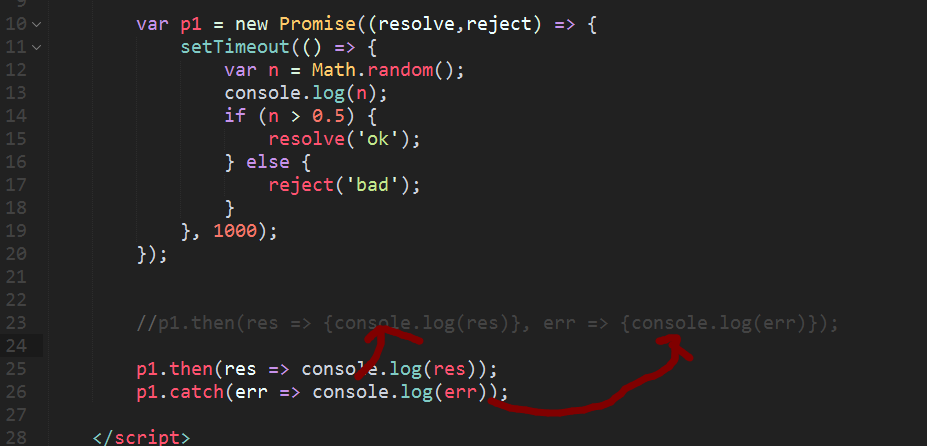 9
10 var p1 = new Promise((resolve,reject) => {
11 setTimeout(() => {
12 var n = Math.random();
13 console.log(n);
14 if (n > 0.5) {
15 resolve('ok');
16 } else {
17 reject('bad');
18 }
19 }, 1000);
20 });
21
22
23 //p1.then(res => {console.log(res)}, err => {console.log(err)});
24
25 p1.then(res => console.log(res));
26 p1.catch(err => console.log(err));
27
28 </script>